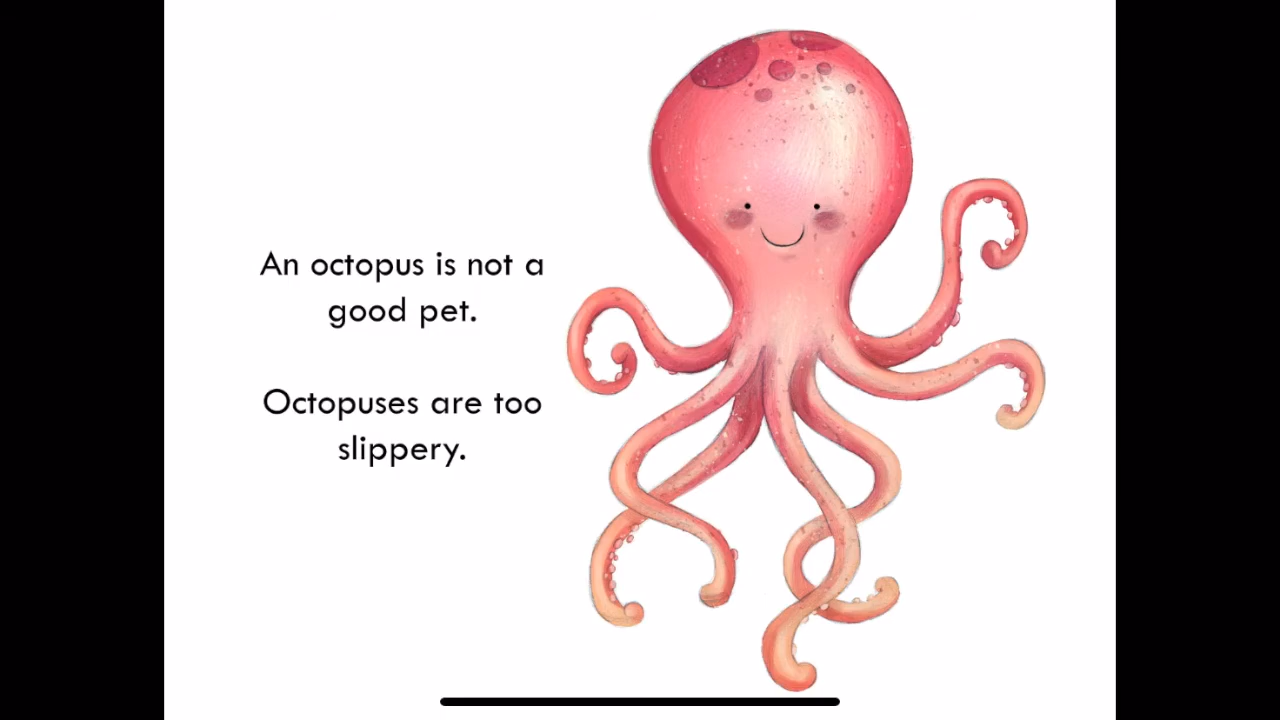 An octopus is not a
good pet.
Octopuses are too
slippery.